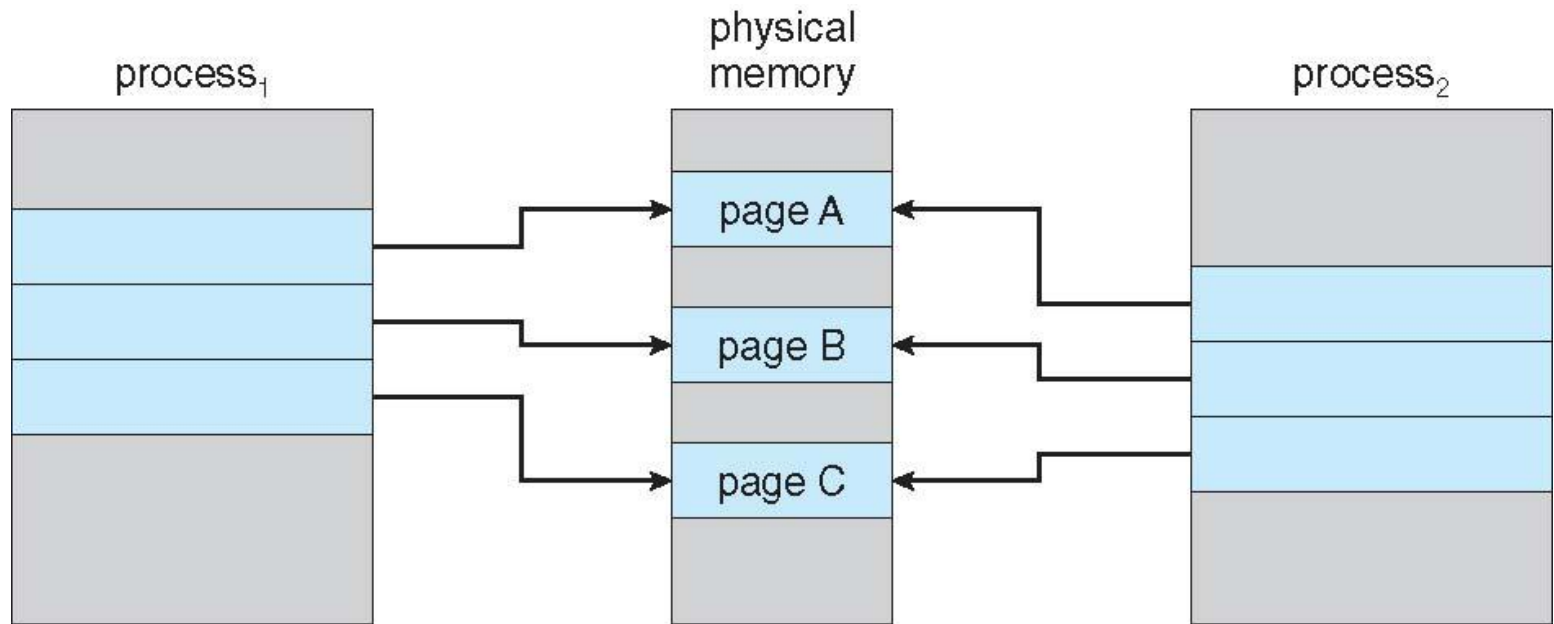 process₁
physical
memory
process₂
page A
page B
page C